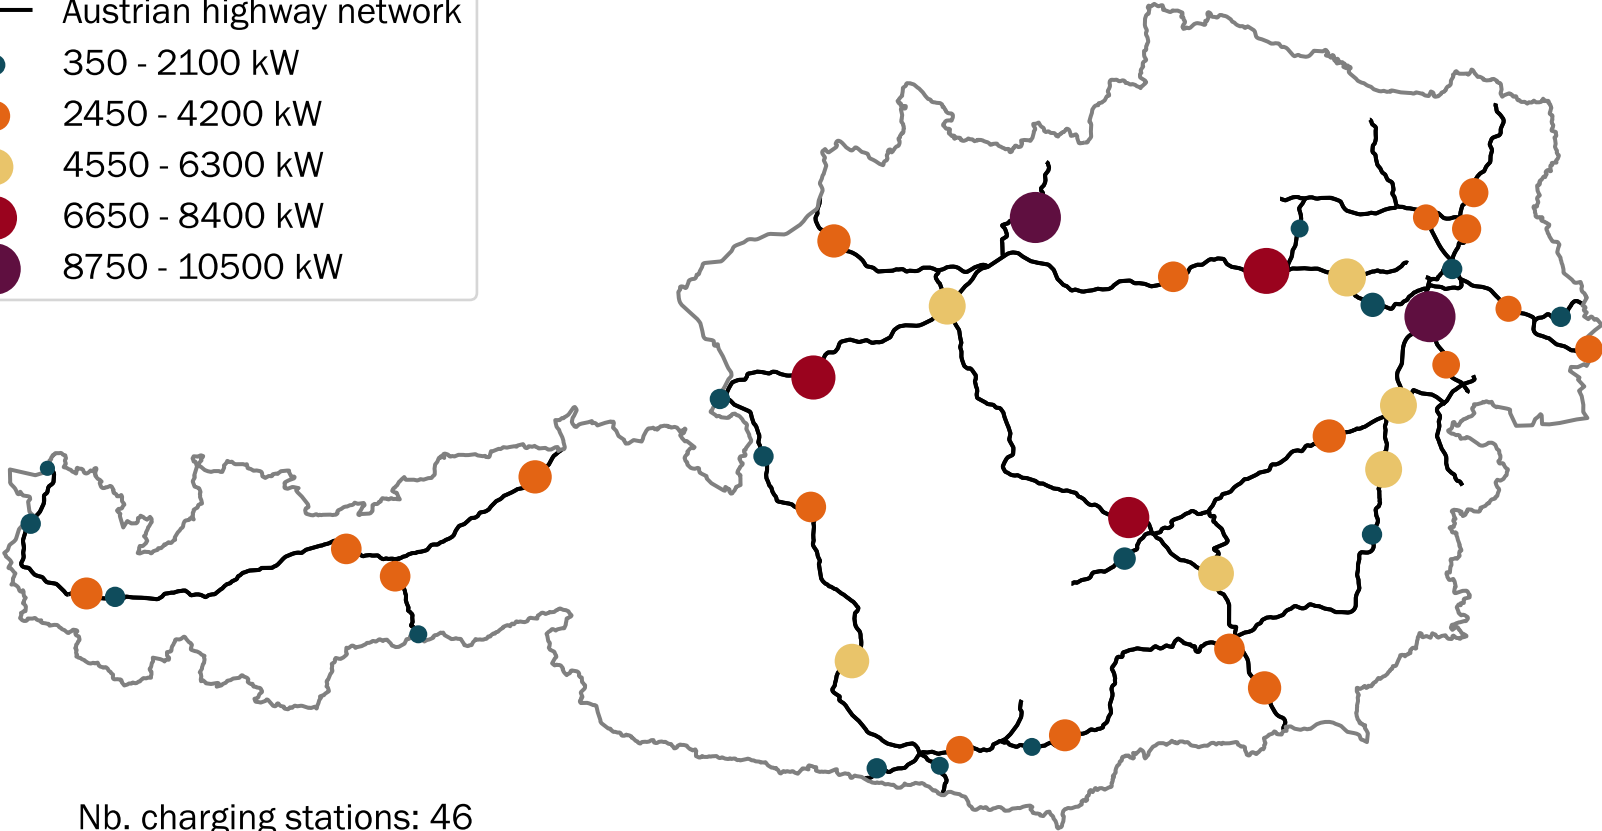 Austrian highway network
350 - 2100 kW
2450 - 4200 kW
4550 - 6300 kW
6650 - 8400 kW
8750 - 10500 kW
Nb. charging stations: 46